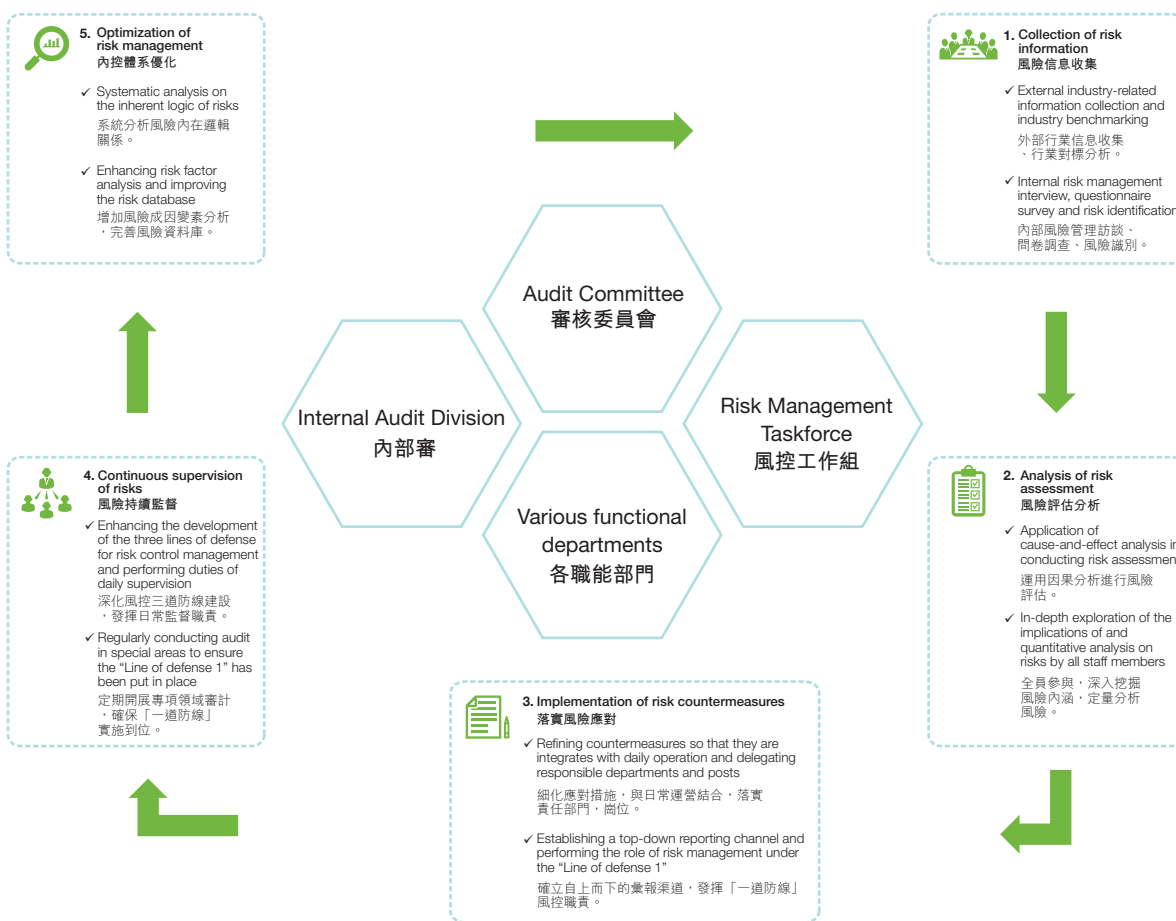 5. Optimization of
risk management
內控體系優化
✓ Systematic analysis on
the inherent logic of risks
系統分析風險內在邏輯
關係。
✓ Enhancing risk factor
analysis and improving
the risk database
增加風險成因變素分析
，完善風險資料庫。
1. Collection of risk
information
風險信息收集
✓ External industry-related
information collection and
industry benchmarking
外部行業信息收集
、行業對標分析。
✓ Internal risk management
interview, questionnaire
survey and risk identification
內部風險管理訪談、
問卷調查、風險識別。
Audit Committee
審核委員會
Internal Audit Division
內部審
Risk Management
Taskforce
風控工作組
Various functional
departments
各職能部門
4. Continuous supervision
of risks
風險持續監督
✓ Enhancing the development
of the three lines of defense
for risk control management
and performing duties of
daily supervision
深化風控三道防線建設
，發揮日常監督職責。
✓ Regularly conducting audit
in special areas to ensure
the “Line of defense 1” has
been put in place
定期開展專項領域審計
，確保「一道防線」
實施到位。
2. Analysis of risk
assessment
風險評估分析
✓ Application of
cause-and-effect analysis in
conducting risk assessmen
運用因果分析進行風險
評估。
✓ In-depth exploration of the
implications of and
quantitative analysis on
risks by all staff members
全員參與，深入挖掘
風險內涵，定量分析
風險。
3. Implementation of risk countermeasures
落實風險應對
✓ Refining countermeasures so that they are
integrates with daily operation and delegating
responsible departments and posts
細化應對措施，與日常運營結合，落實
責任部門，崗位。
✓ Establishing a top-down reporting channel and
performing the role of risk management under
the “Line of defense 1”
確立自上而下的彙報渠道，發揮「一道防線」
風控職責。